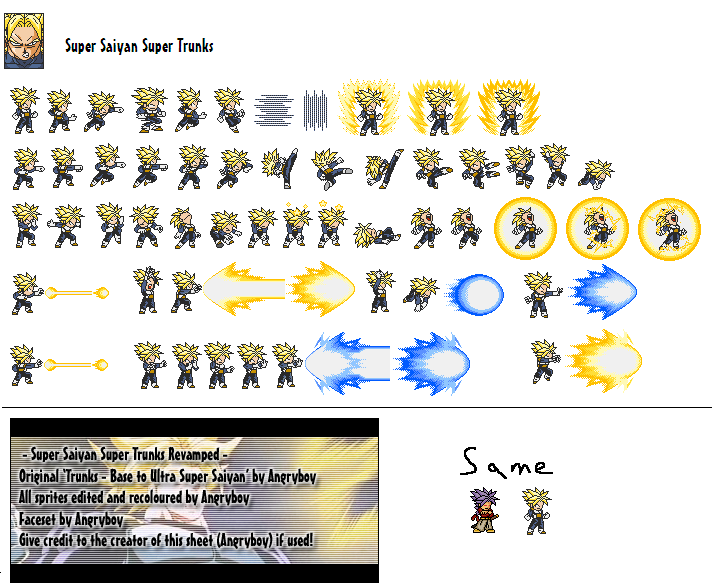 Super Saiyan Super Trunks
- Super Saiyan Super Trunks Revamped -
Original 'Trunks - Base to Ultra Super Saiyan' by Angryboy
All sprites edited and recoloured by Angryboy
Faceset by Angryboy
Give credit to the creator of this sheet (Angryboy) if used!
Same